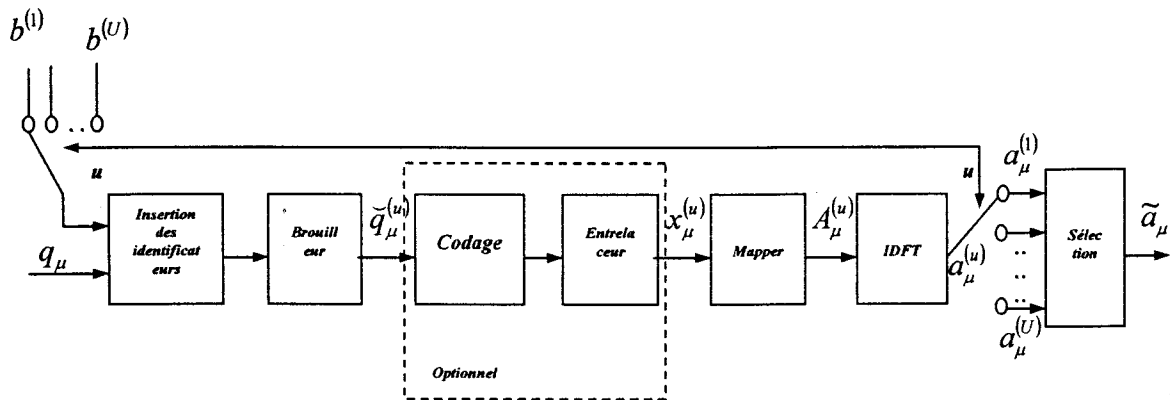 b^(1)
b^(U)
u
u
a_μ^(1)
Insertion
des
identificat
eurs
Brouill
eur
q̆_μ^(u)
Codage
Entrela
ceur
x_μ^(u)
Mapper
A_μ^(u)
IDFT
a_μ^(u)
Sélec
tion
ã_μ
q_μ
a_μ^(U)
Optionnel